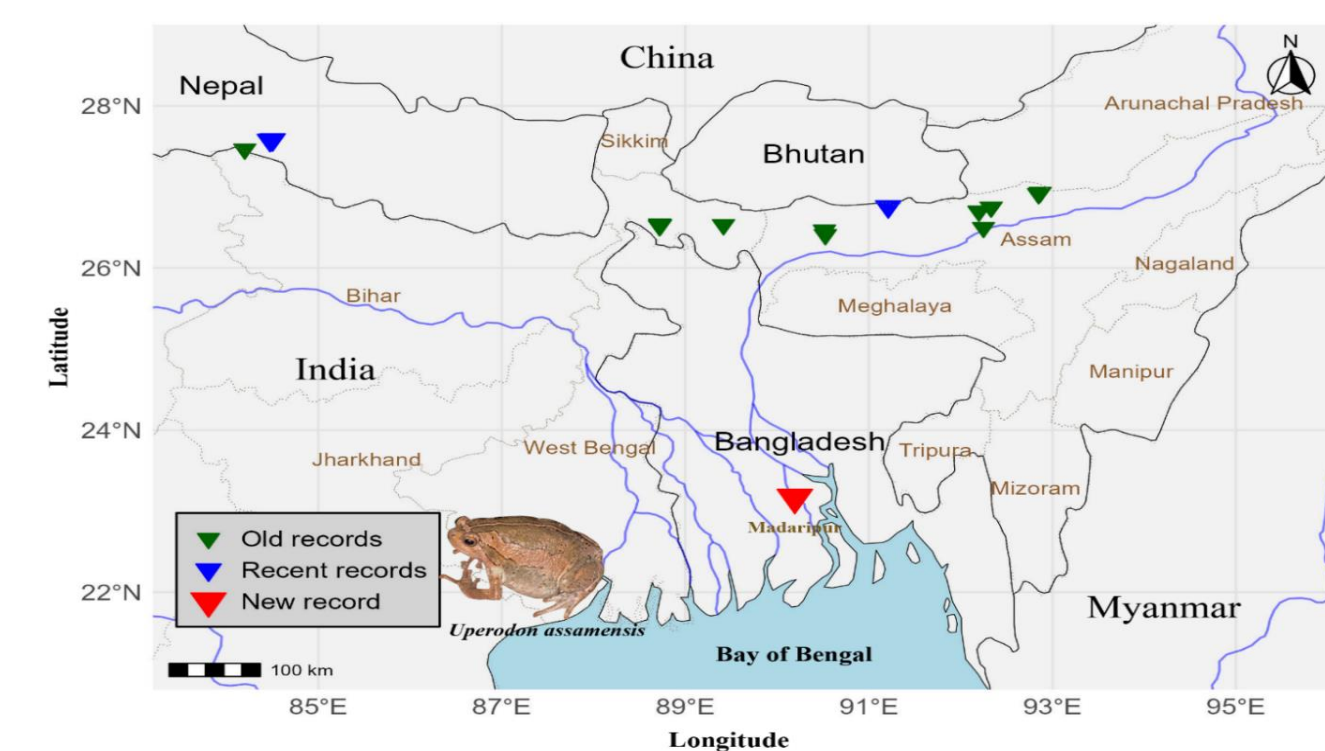 China
N
Nepal
Arunachal Pradesh
28°N
Sikkim
Bhutan
Assam
Nagaland
26°N
Bihar
Meghalaya
Latitude
India
Manipur
24°N
Bangladesh
West Bengal
Tripura
Jharkhand
Mizoram
Madaripur
Old records
Recent records
New record
22°N
Myanmar
Uperodon assamensis
Bay of Bengal
100 km
85°E 87°E 89°E 91°E 93°E 95°E
Longitude